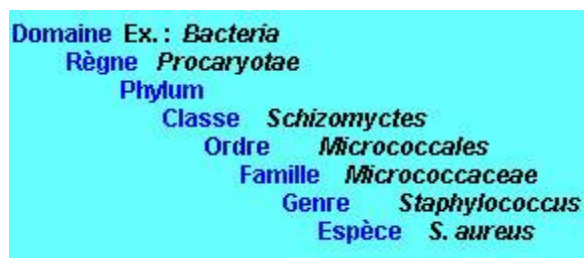 Domaine Ex.: Bacteria
Règne Procaryotae
Phylum
Classe Schizomyctes
Ordre Micrococcales
Famille Micrococcaceae
Genre Staphylococcus
Espèce S. aureus